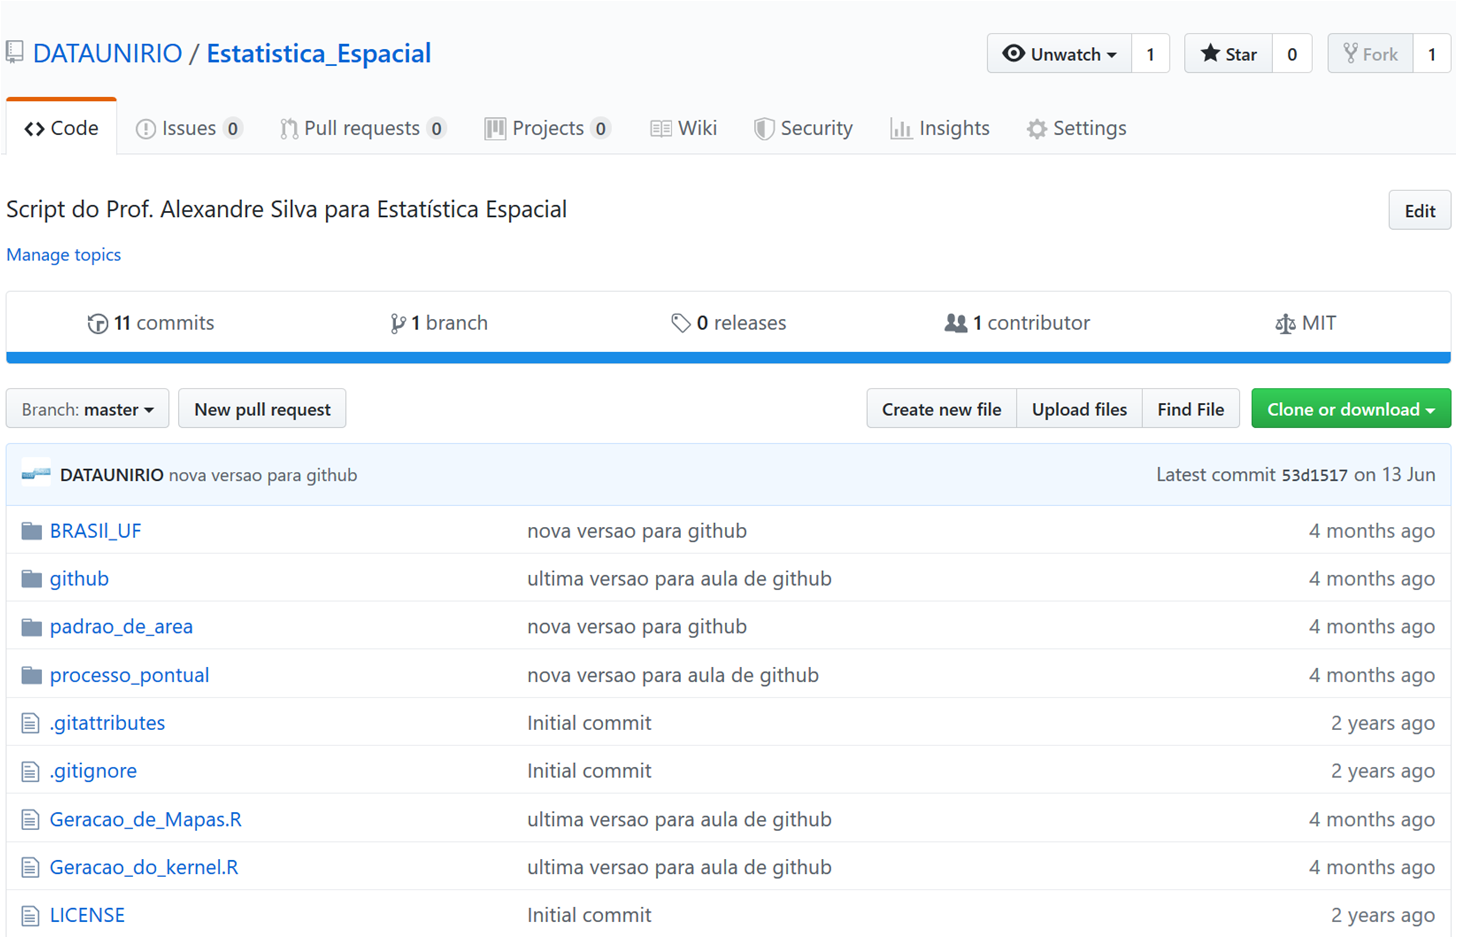 DATAUNIRIO / Estatistica_Espacial Unwatch 1 Star 0 Fork 1
Code Issues 0 Pull requests 0 Projects 0 Wiki Security Insights Settings
Script do Prof. Alexandre Silva para Estatística Espacial Edit
Manage topics
11 commits 1 branch 0 releases 1 contributor MIT
Branch: master New pull request Create new file Upload files Find File Clone or download
DATAUNIRIO nova versao para github Latest commit 53d1517 on 13 Jun
BRASIl_UF nova versao para github 4 months ago
github ultima versao para aula de github 4 months ago
padrao_de_area nova versao para github 4 months ago
processo_pontual nova versao para aula de github 4 months ago
.gitattributes Initial commit 2 years ago
.gitignore Initial commit 2 years ago
Geracao_de_Mapas.R ultima versao para aula de github 4 months ago
Geracao_do_kernel.R ultima versao para aula de github 4 months ago
LICENSE Initial commit 2 years ago